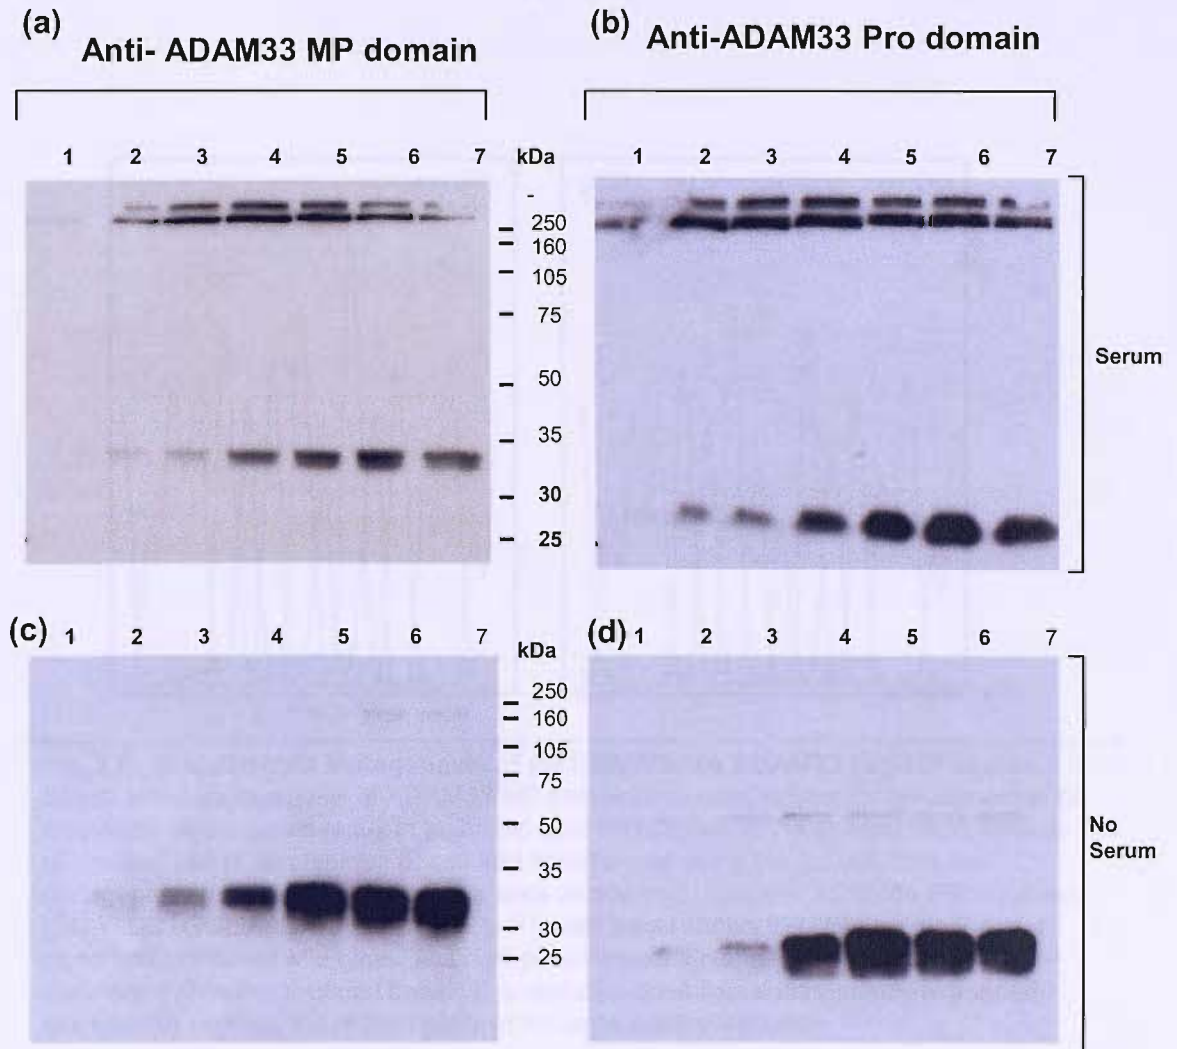 (a)
Anti- ADAM33 MP domain
(b)
Anti-ADAM33 Pro domain
1 2 3 4 5 6 7 kDa
1 2 3 4 5 6 7
250
160
105
75
50
35
30
25
Serum
(c) 1 2 3 4 5 6 7 kDa
(d) 1 2 3 4 5 6 7
250
160
105
75
50
35
30
25
No
Serum